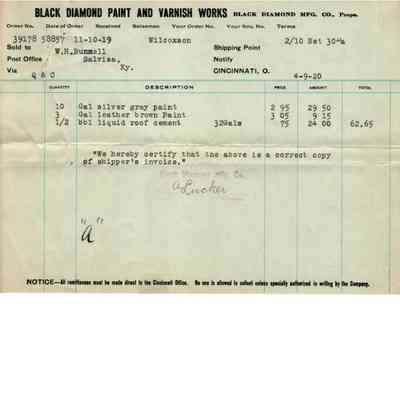 BLACK DIAMOND PAINT AND VARNISH WORKS BLACK DIAMOND MFG. CO., Props.
Order No. Date of Order Received Salesman Your Order No. Your Req. No. Terms
39178 5885 11-10-19 Wilcoxson 2/10 Net 30
Sold to W.H.Bunnell Shipping Point
Post Office Salvisa, Notify
Ky.
Via Q & C CINCINNATI, O. 4-9-20
QUANTITY DESCRIPTION PRICE AMOUNT TOTAL
10 Gal silver gray paint 2 95 29 50
3 Gal leather brown Paint 3 05 9 15
1/2 bbl liquid roof cement 32Gals 75 24 00 62,65
"We hereby certify that the above is a correct copy
of shipper's invoice."
Mfg. Co.
"A"
NOTICE—All remittances must be made direct to the Cincinnati Office. No one is allowed to collect unless specially authorized in writing by the Company.